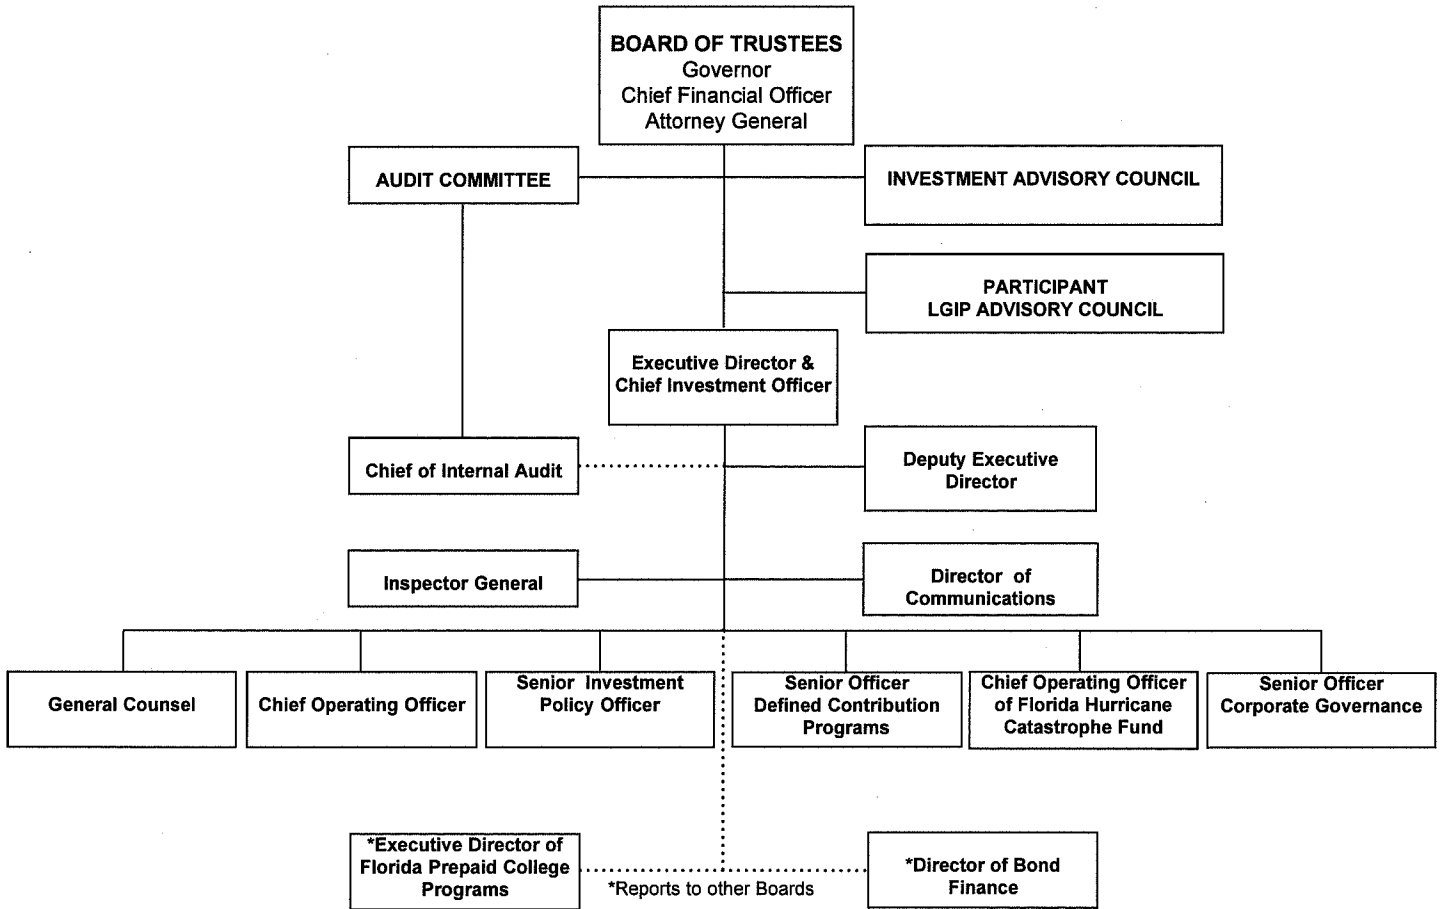 BOARD OF TRUSTEES
Governor
Chief Financial Officer
Attorney General
AUDIT COMMITTEE
INVESTMENT ADVISORY COUNCIL
PARTICIPANT
LGIP ADVISORY COUNCIL
Executive Director &
Chief Investment Officer
Chief of Internal Audit
Deputy Executive
Director
Inspector General
Director of
Communications
General Counsel
Chief Operating Officer
Senior Investment
Policy Officer
Senior Officer
Defined Contribution
Programs
Chief Operating Officer
of Florida Hurricane
Catastrophe Fund
Senior Officer
Corporate Governance
*Executive Director of
Florida Prepaid College
Programs
*Reports to other Boards
*Director of Bond
Finance